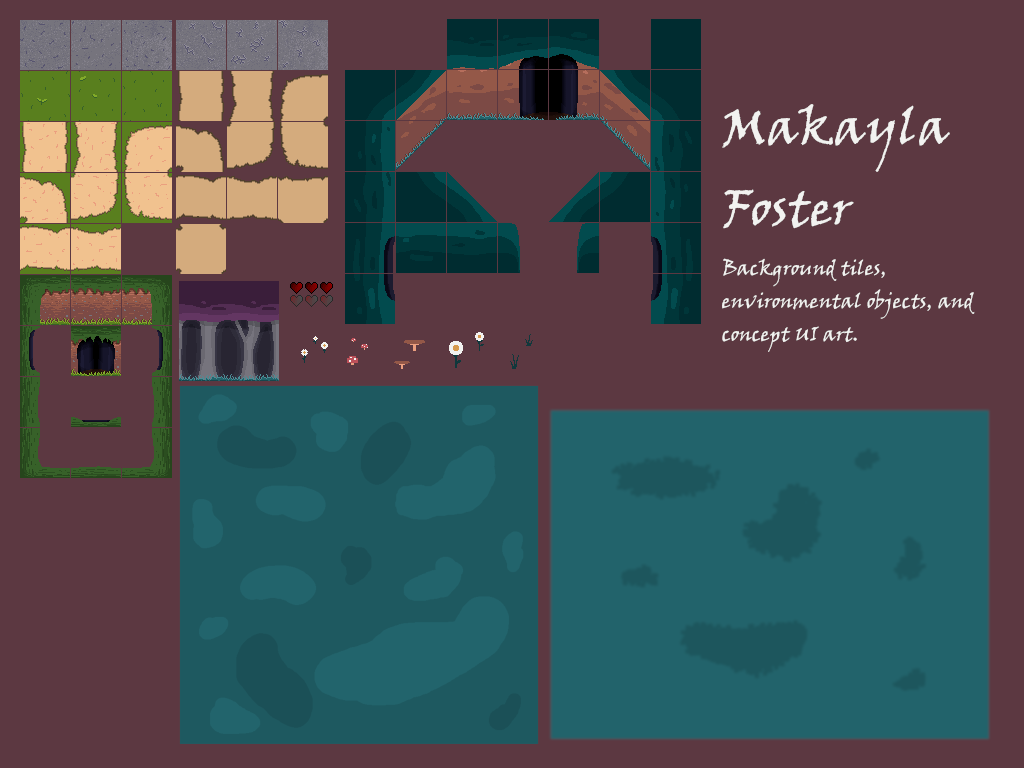 Makayla
Foster
Background tiles,
environmental objects, and
concept UI art.